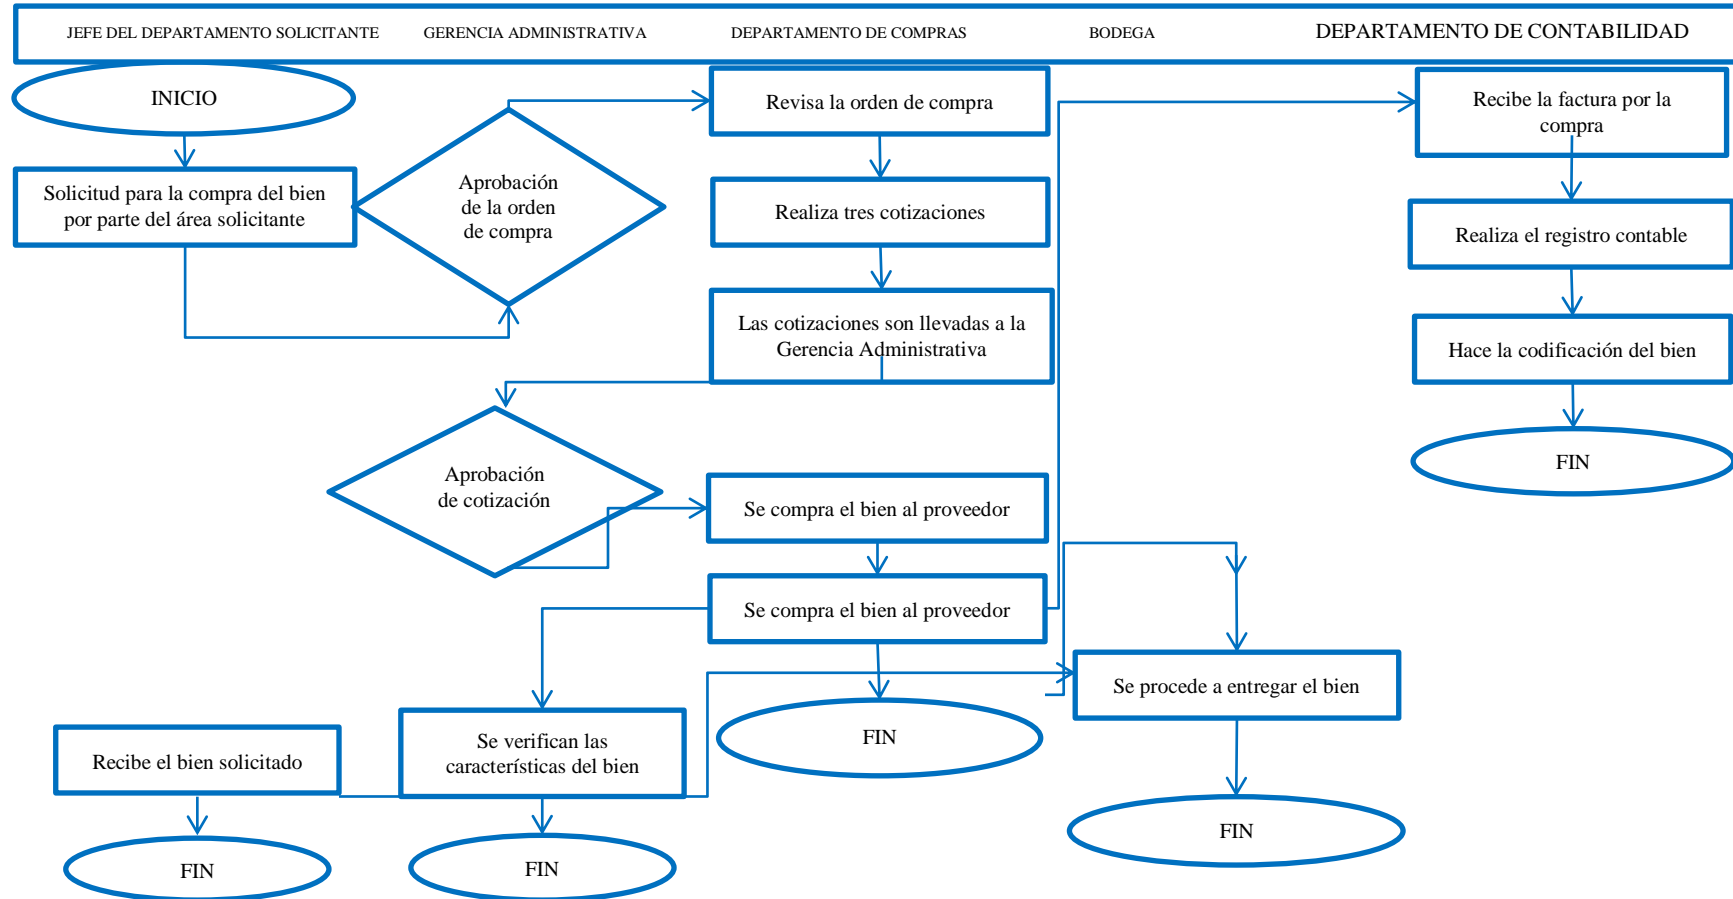 JEFE DEL DEPARTAMENTO SOLICITANTE
GERENCIA ADMINISTRATIVA
DEPARTAMENTO DE COMPRAS
BODEGA
DEPARTAMENTO DE CONTABILIDAD
INICIO
Solicitud para la compra del bien
por parte del área solicitante
Aprobación
de la orden
de compra
Revisa la orden de compra
Realiza tres cotizaciones
Las cotizaciones son llevadas a la
Gerencia Administrativa
Aprobación
de cotización
Se compra el bien al proveedor
Se compra el bien al proveedor
FIN
Recibe la factura por la
compra
Realiza el registro contable
Hace la codificación del bien
FIN
Se procede a entregar el bien
FIN
Se verifican las
características del bien
FIN
Recibe el bien solicitado
FIN